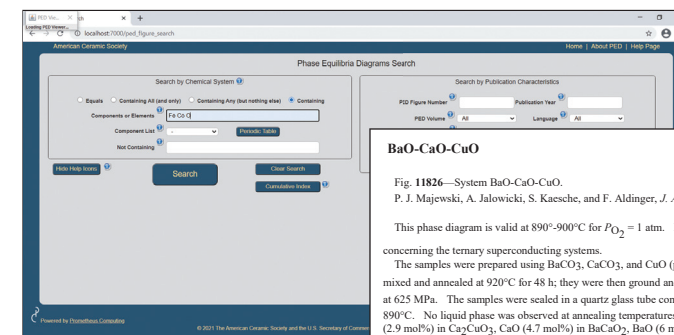 PED Vie...
rch
Loading PED Viewer...
localhost:7000/ped_figure_search
American Ceramic Society
Home | About PED | Help Page
Phase Equilibria Diagrams Search
Search by Chemical System
Search by Publication Characteristics
Equals Containing All (and only) Containing Any (but nothing else) Containing
Components or Elements Fe Co O
PED Figure Number Publication Year
Component List - Periodic Table
PED Volume All Language All
Not Containing
Hide Help Icons Search Clear Search
Cumulative Index
Powered by Prometheus Computing
© 2021 The American Ceramic Society and the U.S. Secretary of Commer
BaO-CaO-CuO
Fig. 11826—System BaO-CaO-CuO.
P. J. Majewski, A. Jalowicki, S. Kaesche, and F. Aldinger, J.
This phase diagram is valid at 890°-900°C for PO2 = 1 atm.
concerning the ternary superconducting systems.
The samples were prepared using BaCO3, CaCO3, and CuO (
mixed and annealed at 920°C for 48 h; they were then ground an
at 625 MPa. The samples were sealed in a quartz glass tube con
890°C. No liquid phase was observed at annealing temperatures
(2.9 mol%) in Ca2CuO3, CaO (4.7 mol%) in BaCaO2, BaO (6 m